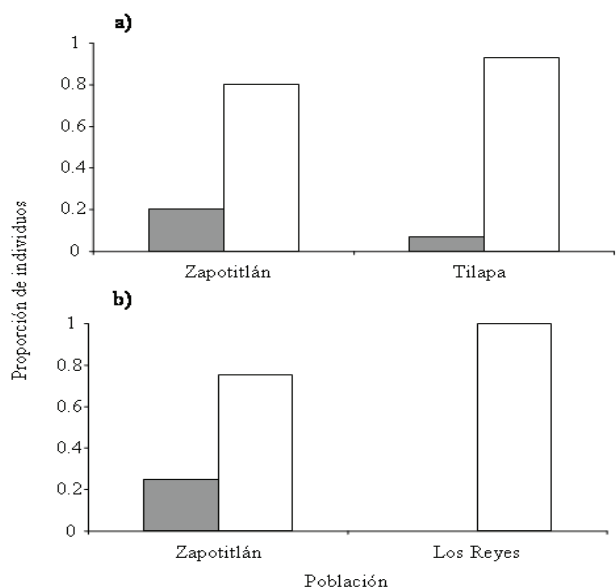 a)
1
0.8
0.6
0.4
0.2
0
Zapotitlán Tilapa
Proporción de individuos
b)
1
0.8
0.6
0.4
0.2
0
Zapotitlán Los Reyes
Población